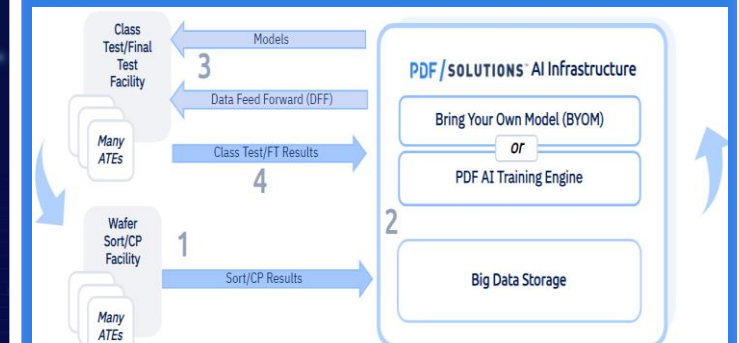 Class
Test/Final
Test
Facility
Many
ATEs
Models
3
Data Feed Forward (DFF)
Class Test/FT Results
4
Wafer
Sort/CP
Facility
Many
ATEs
1
Sort/CP Results
2
PDF/SOLUTIONS™ AI Infrastructure
Bring Your Own Model (BYOM)
or
PDF AI Training Engine
Big Data Storage